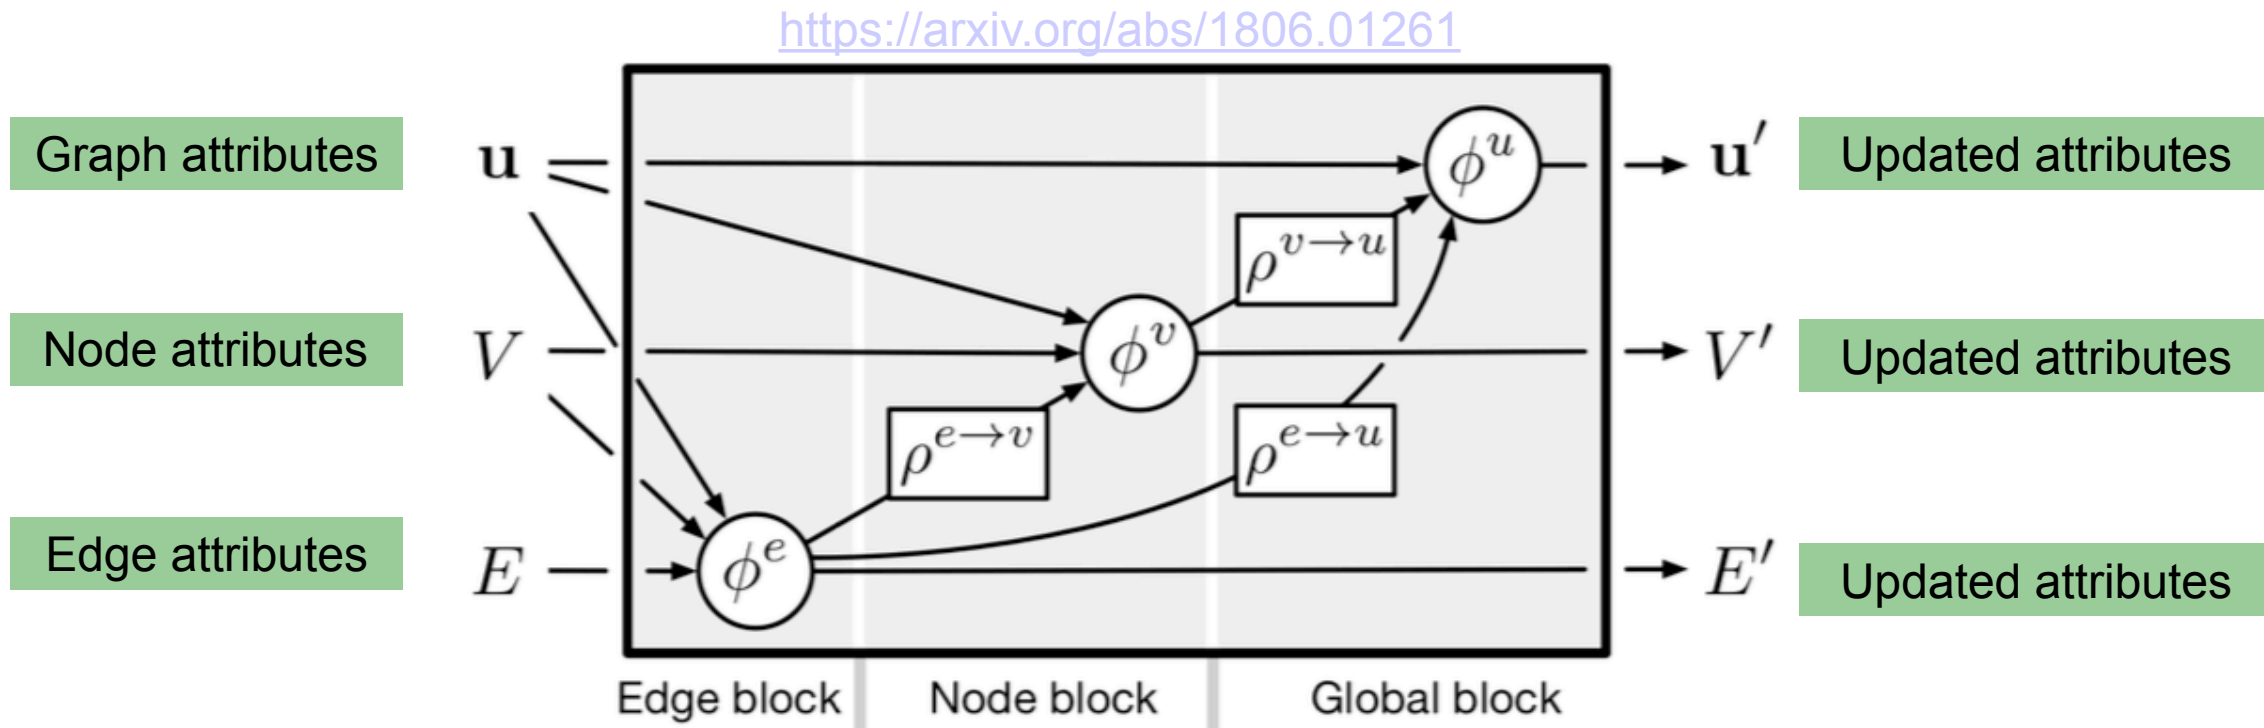 https://arxiv.org/abs/1806.01261
Graph attributes
u
ϕ^u
u′
Updated attributes
ρ^{v→u}
Node attributes
V
ϕ^v
V′
Updated attributes
ρ^{e→v}
ρ^{e→u}
Edge attributes
E
ϕ^e
E′
Updated attributes
Edge block
Node block
Global block